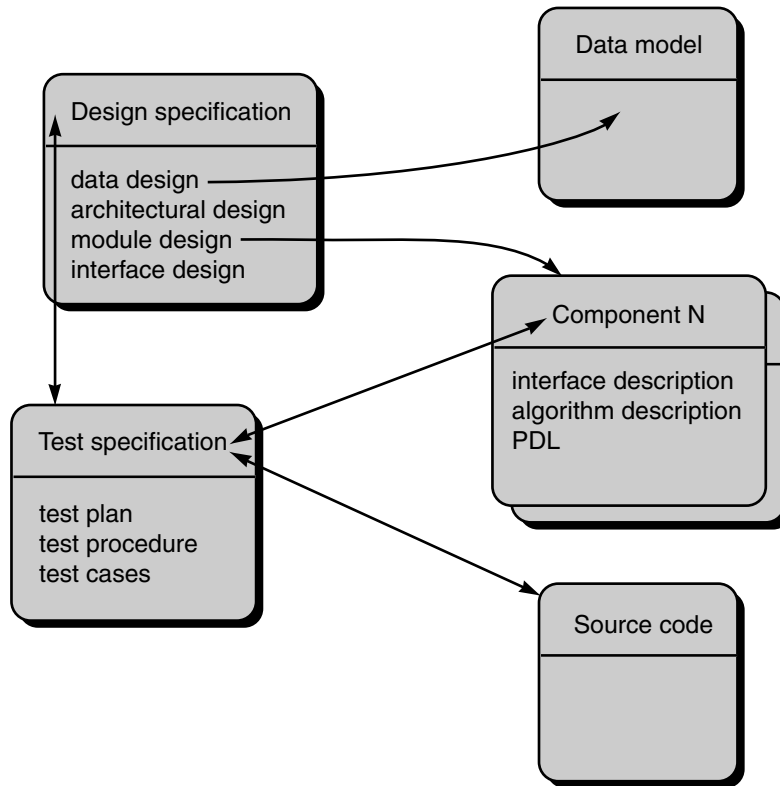 Data model
Design specification
data design
architectural design
module design
interface design
Component N
interface description
algorithm description
PDL
Test specification
test plan
test procedure
test cases
Source code